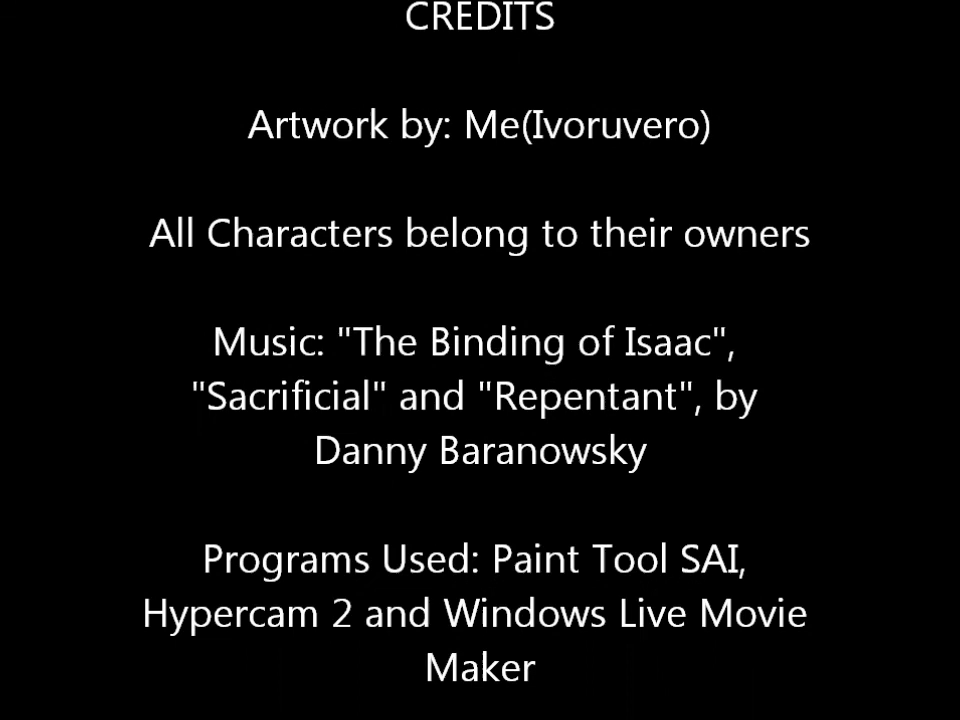 CREDITS
Artwork by: Me(Ivoruvero)
All Characters belong to their owners
Music: "The Binding of Isaac",
"Sacrificial" and "Repentant", by
Danny Baranowsky
Programs Used: Paint Tool SAI,
Hypercam 2 and Windows Live Movie
Maker